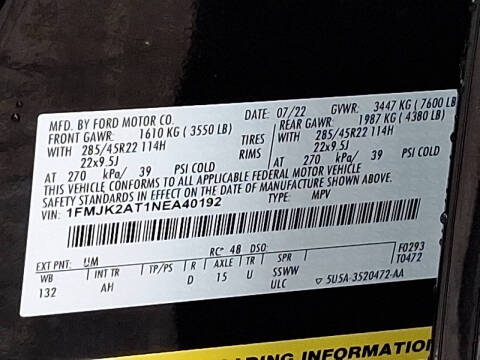 MFD. BY FORD MOTOR CO.
DATE: 07/22 GVWR: 3447 KG (7600 LB
FRONT GAWR: 1610 KG (3550 LB) REAR GAWR: 1987 KG (4380 LB)
WITH 285/45R22 114H TIRES WITH 285/45R22 114H
22x9.5J RIMS 22x9.5J
AT 270 kPa/ 39 PSI COLD AT 270 kPa/ 39 PSI COLD
THIS VEHICLE CONFORMS TO ALL APPLICABLE FEDERAL MOTOR VEHICLE
SAFETY STANDARDS IN EFFECT ON THE DATE OF MANUFACTURE SHOWN ABOVE.
VIN: 1FMJK2AT1NEA40192 TYPE: MPV
EXT PNT: UM RC: 48 DSO: F0293
WB INT TR TP/PS R AXLE TR SPR T0472
132 AH D 15 U SSWW
ULC 5U5A-3520472-AA
LOADING INFORMATION